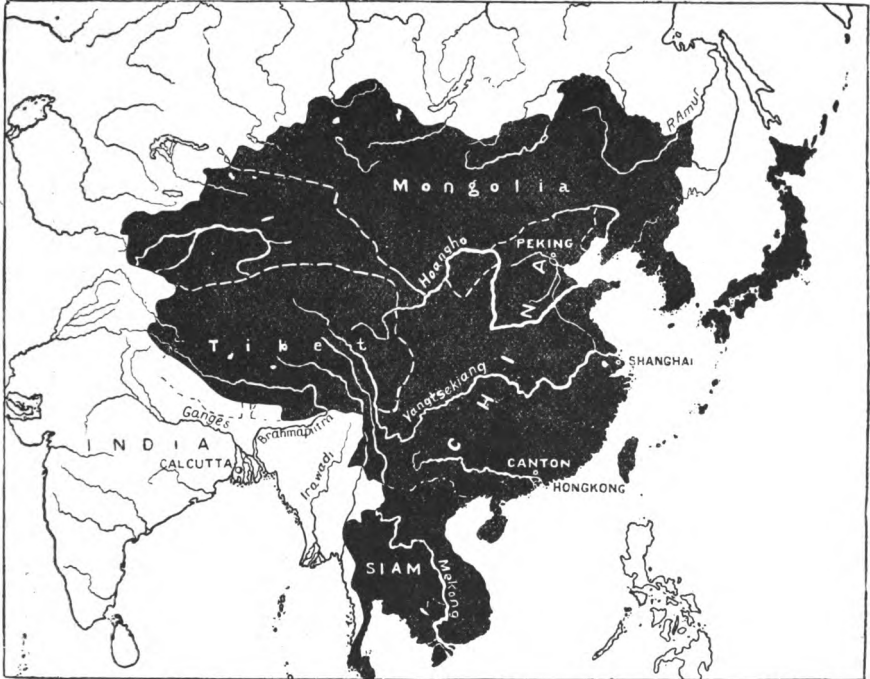 R Amur
Mongolia
Hoangho
PEKING
CHINA
Tibet
SHANGHAI
Yangtsekiang
Ganges
Brahmaputra
INDIA
CALCUTTA
Irawadi
CANTON
HONGKONG
SIAM
Mekong